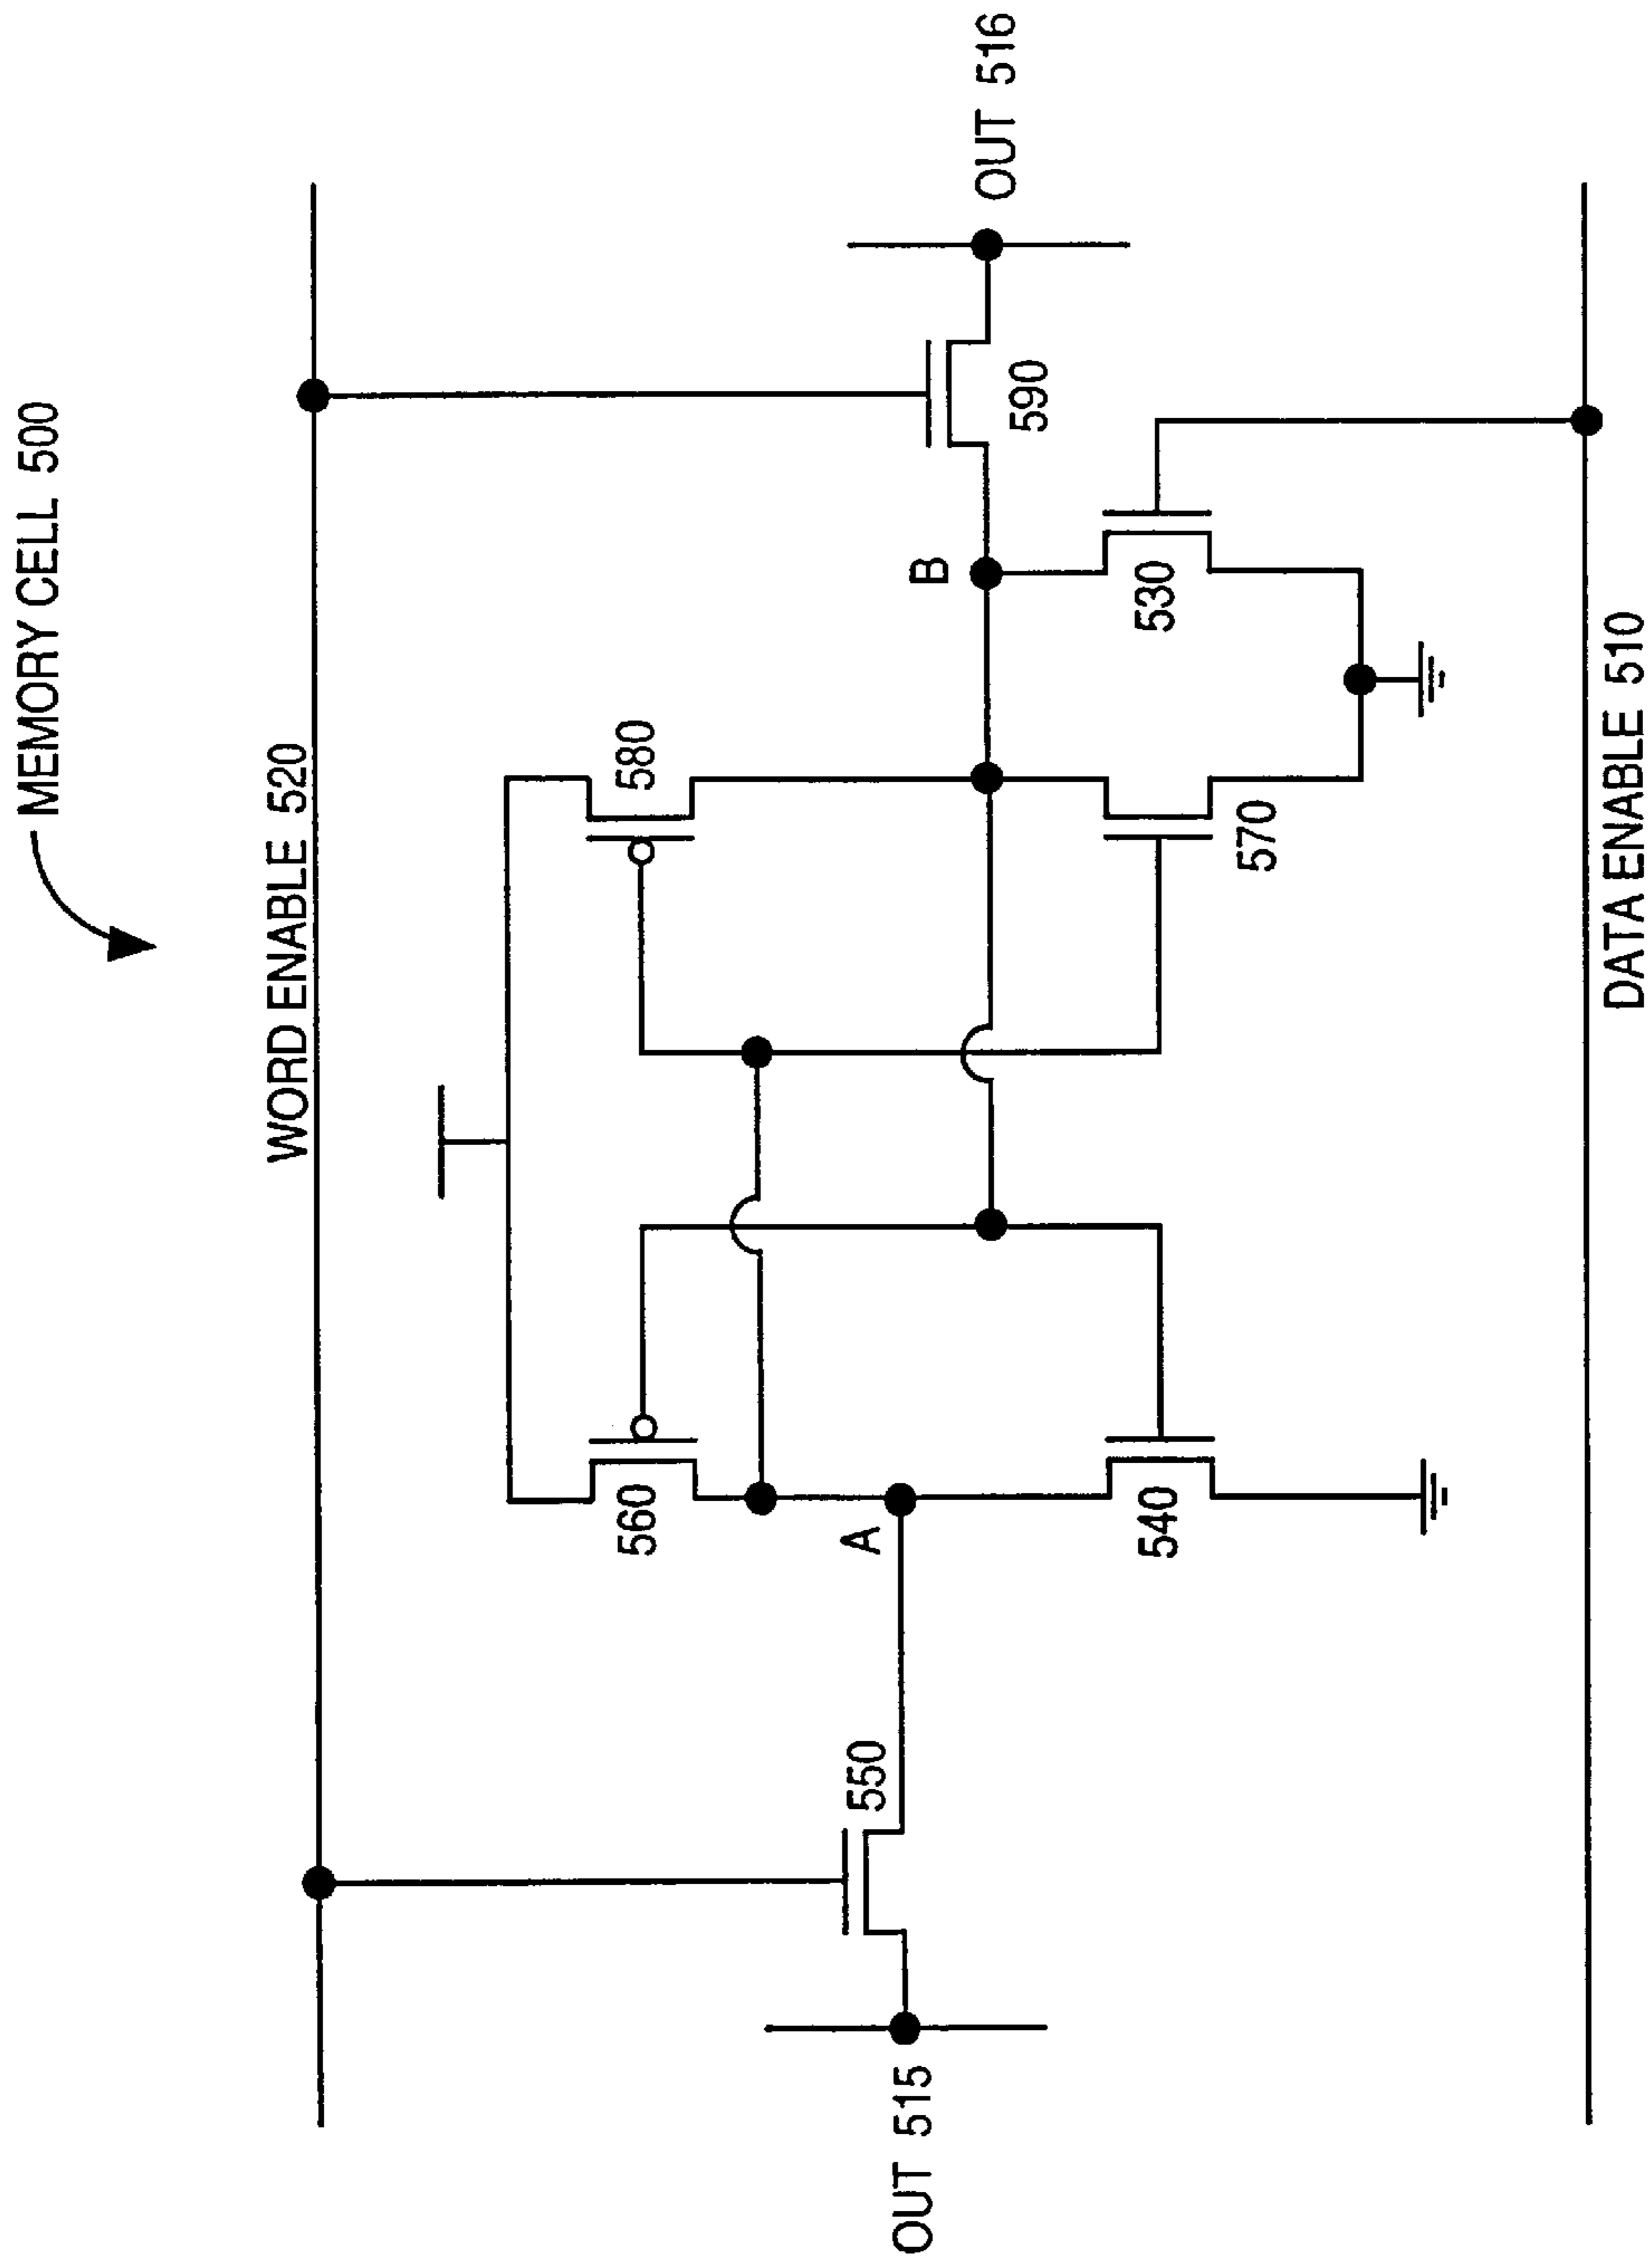 MEMORY CELL 500
WORD ENABLE 520
560
580
A
B
550
590
OUT 515
OUT 516
540
530
570
DATA ENABLE 510